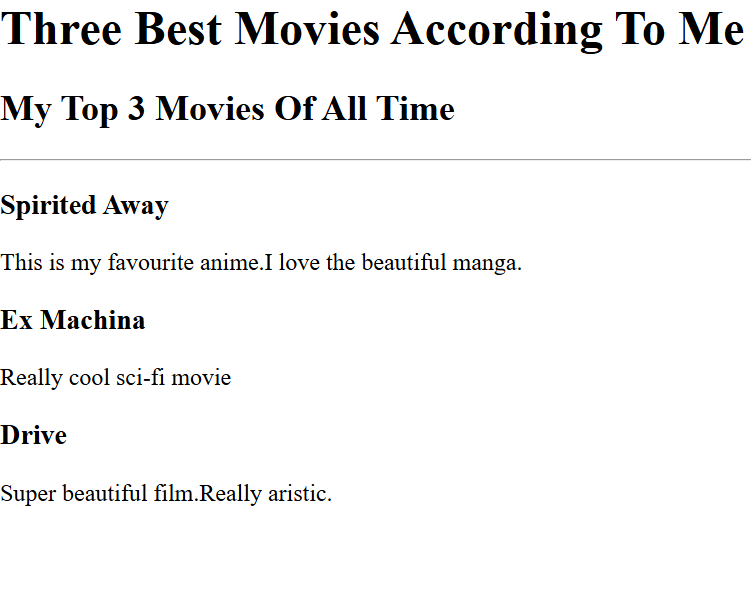 Three Best Movies According To Me
My Top 3 Movies Of All Time
Spirited Away
This is my favourite anime.I love the beautiful manga.
Ex Machina
Really cool sci-fi movie
Drive
Super beautiful film.Really aristic.